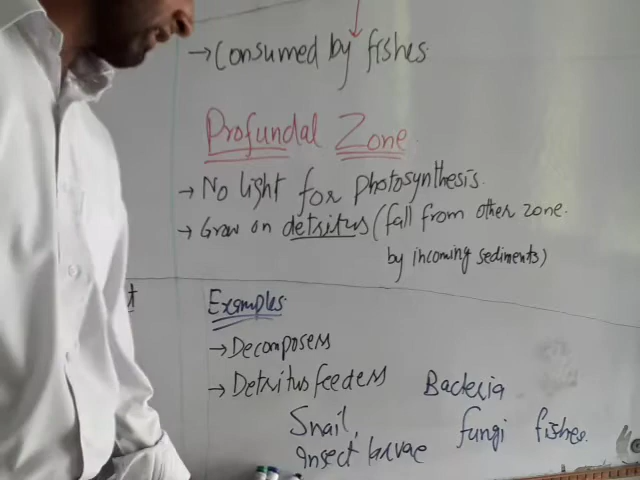 →Consumed by fishes.
Profundal Zone
→ No light for photosynthesis.
→ Grow on detritus (fall from other zone.
by incoming sediments)
Examples
→Decomposers
→Detritus feeders Bacteria
Snail, fungi fishes.
Insect larvae